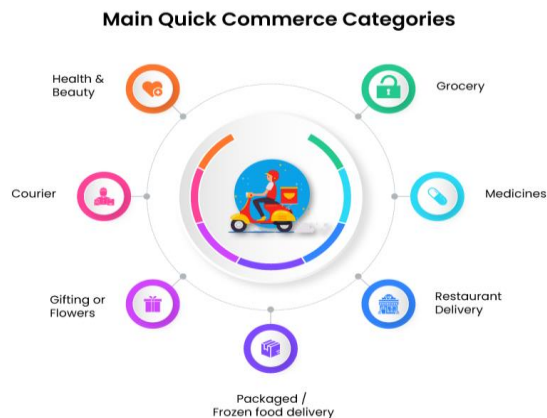 Main Quick Commerce Categories
Health &
Beauty
Grocery
Courier
Medicines
Gifting or
Flowers
Restaurant
Delivery
Packaged /
Frozen food delivery